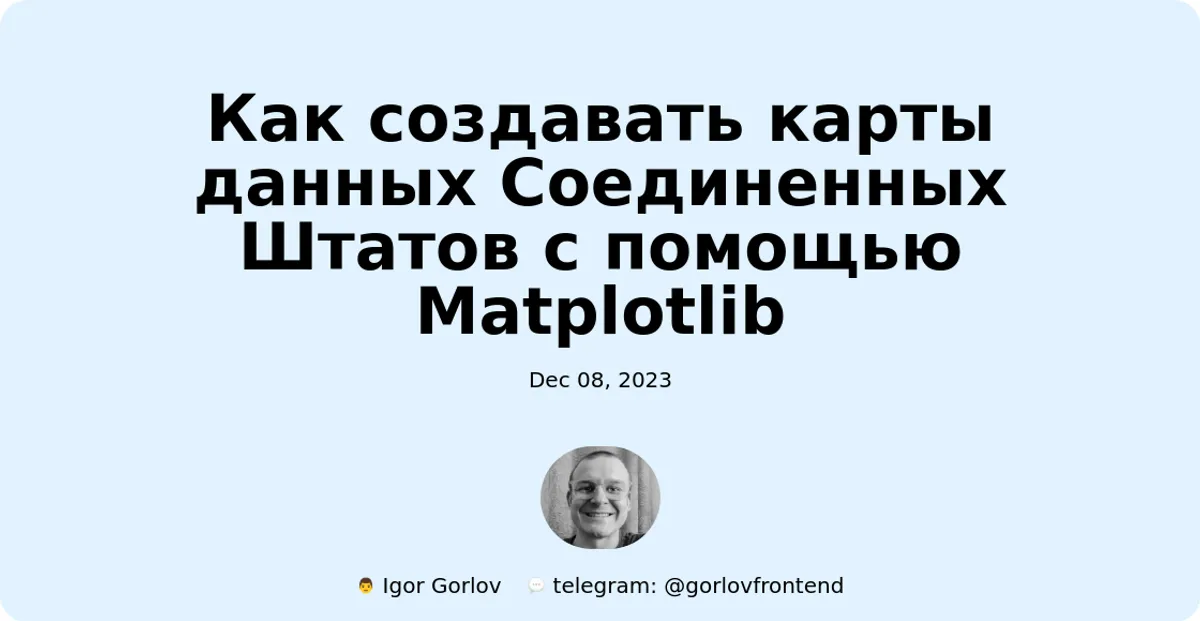 Как создавать карты
данных Соединенных
Штатов с помощью
Matplotlib
Dec 08, 2023
👨 Igor Gorlov 💬 telegram: @gorlovfrontend